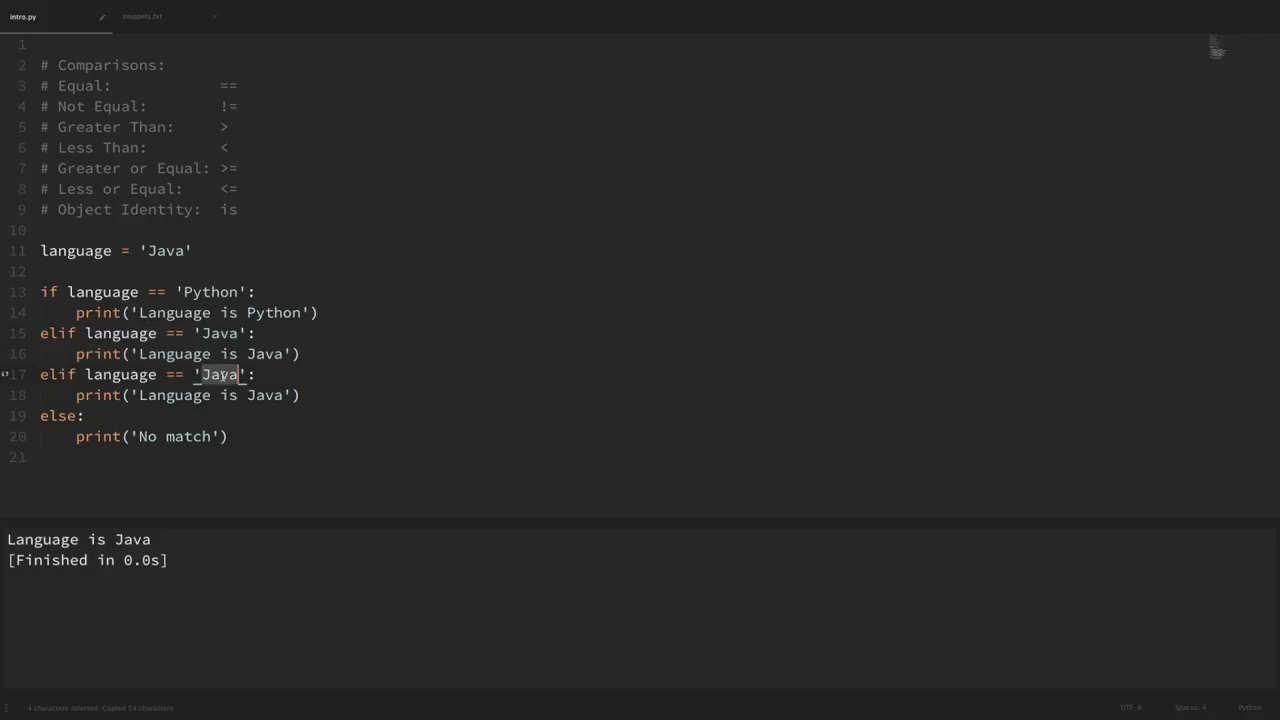 intro.py
snippets.txt
1
2 # Comparisons:
3 # Equal: ==
4 # Not Equal: !=
5 # Greater Than: >
6 # Less Than: <
7 # Greater or Equal: >=
8 # Less or Equal: <=
9 # Object Identity: is
10
11 language = 'Java'
12
13 if language == 'Python':
14 print('Language is Python')
15 elif language == 'Java':
16 print('Language is Java')
17 elif language == 'Java':
18 print('Language is Java')
19 else:
20 print('No match')
21
Language is Java
[Finished in 0.0s]
4 characters selected; Copied 54 characters
UTF-8
Spaces: 4
Python